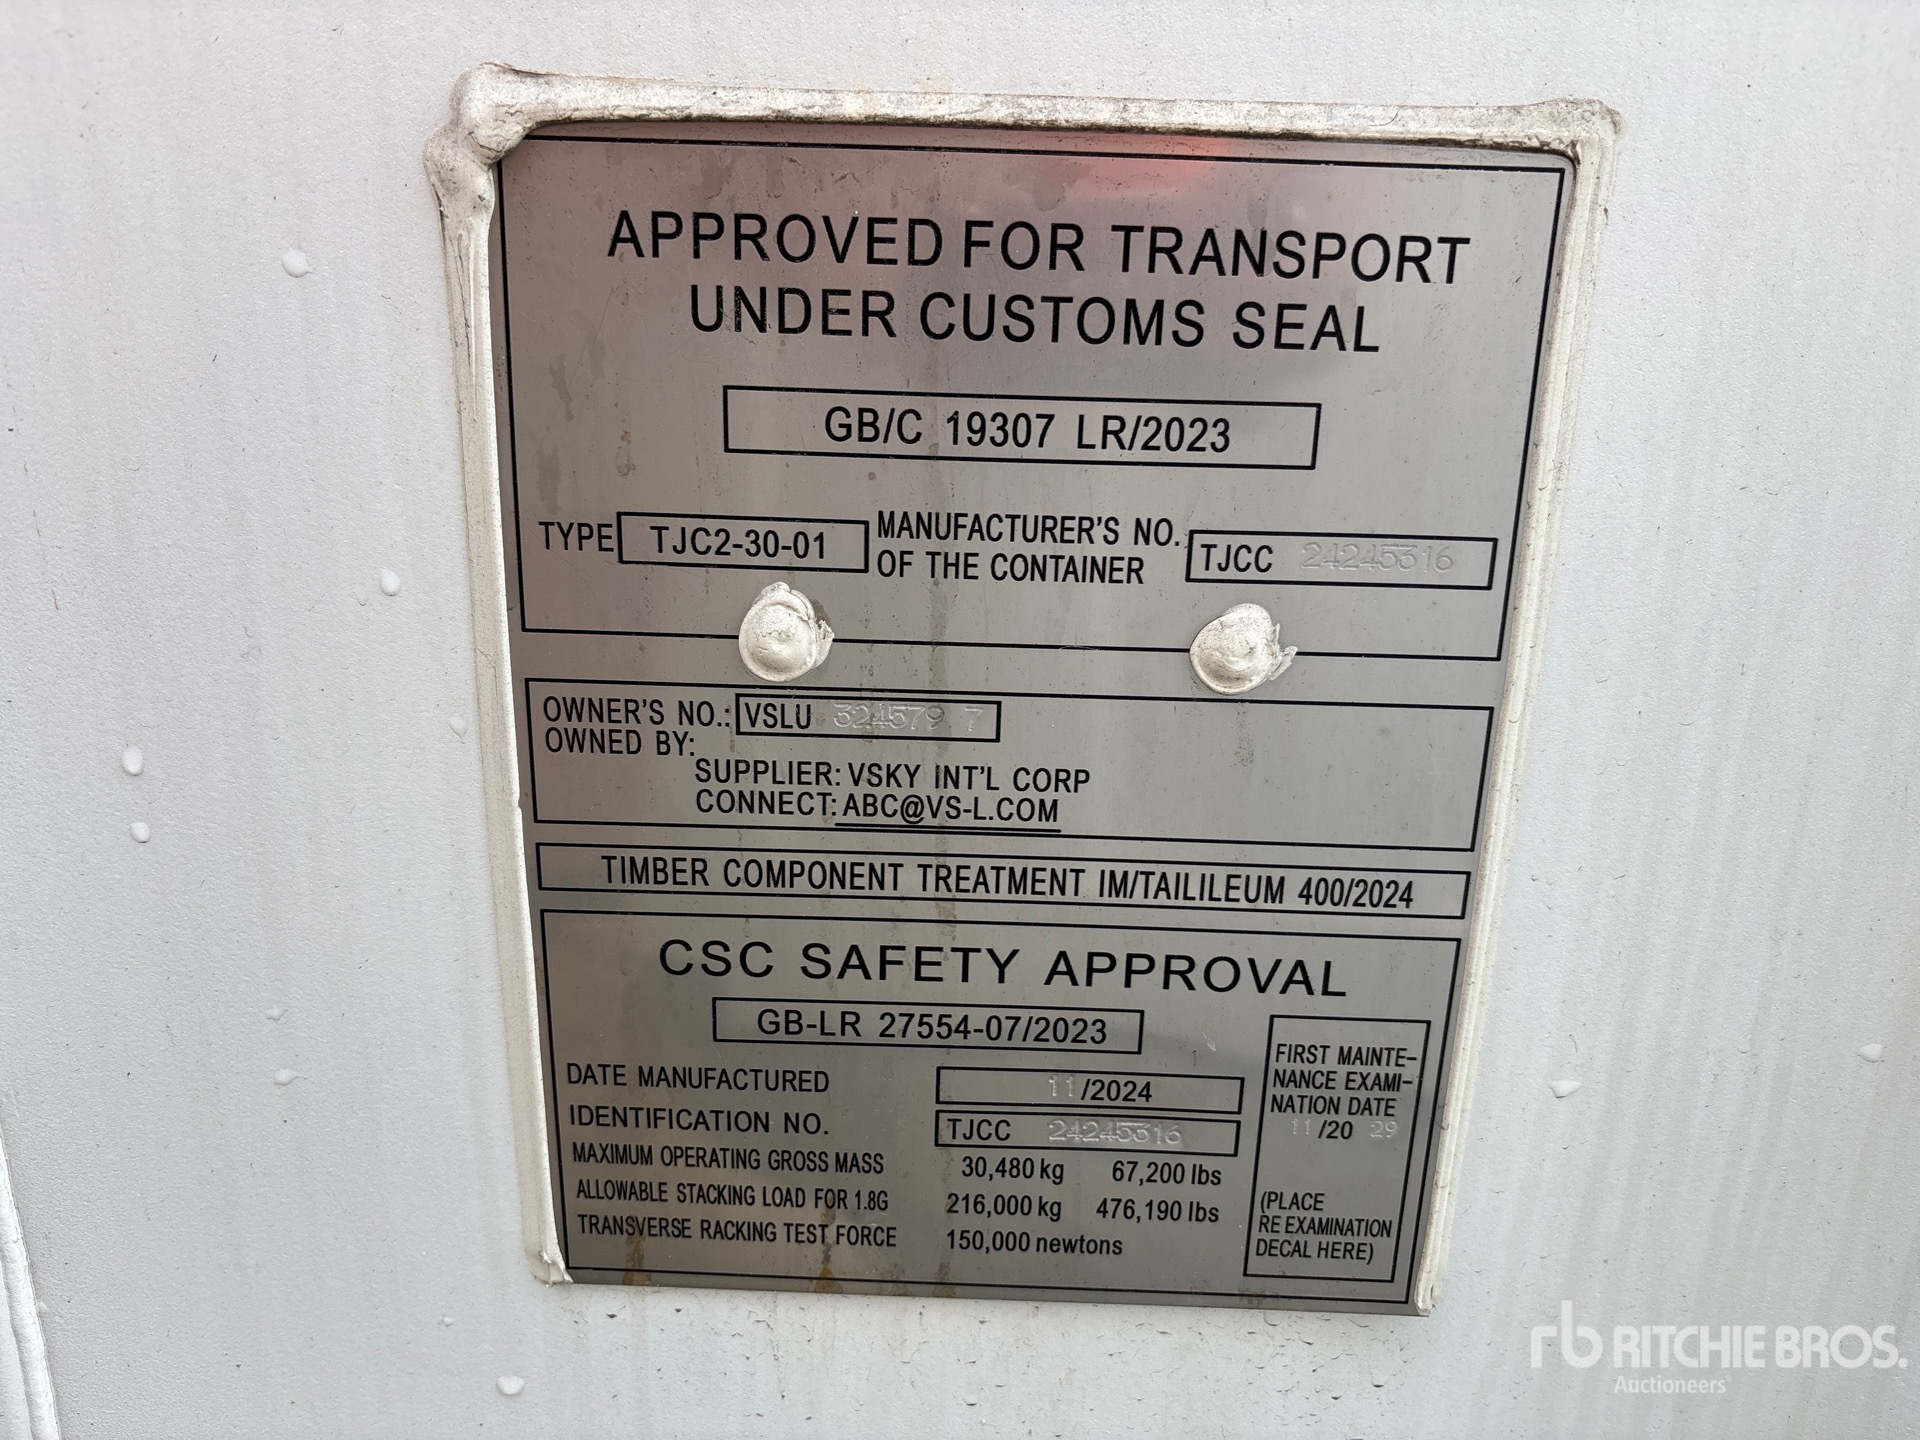 APPROVED FOR TRANSPORT
UNDER CUSTOMS SEAL
GB/C 19307 LR/2023
TYPE TJC2-30-01 MANUFACTURER'S NO.
OF THE CONTAINER TJCC 24245316
OWNER'S NO.: VSLU 324579 7
OWNED BY:
SUPPLIER: VSKY INT'L CORP
CONNECT: ABC@VS-L.COM
TIMBER COMPONENT TREATMENT IM/TAILILEUM 400/2024
CSC SAFETY APPROVAL
GB-LR 27554-07/2023
DATE MANUFACTURED 11/2024
IDENTIFICATION NO. TJCC 24245316
MAXIMUM OPERATING GROSS MASS 30,480 kg 67,200 lbs
ALLOWABLE STACKING LOAD FOR 1.8G 216,000 kg 476,190 lbs
TRANSVERSE RACKING TEST FORCE 150,000 newtons
FIRST MAINTE-
NANCE EXAMI-
NATION DATE
11/20 29
(PLACE
RE EXAMINATION
DECAL HERE)
rb RITCHIE BROS.
Auctioneers